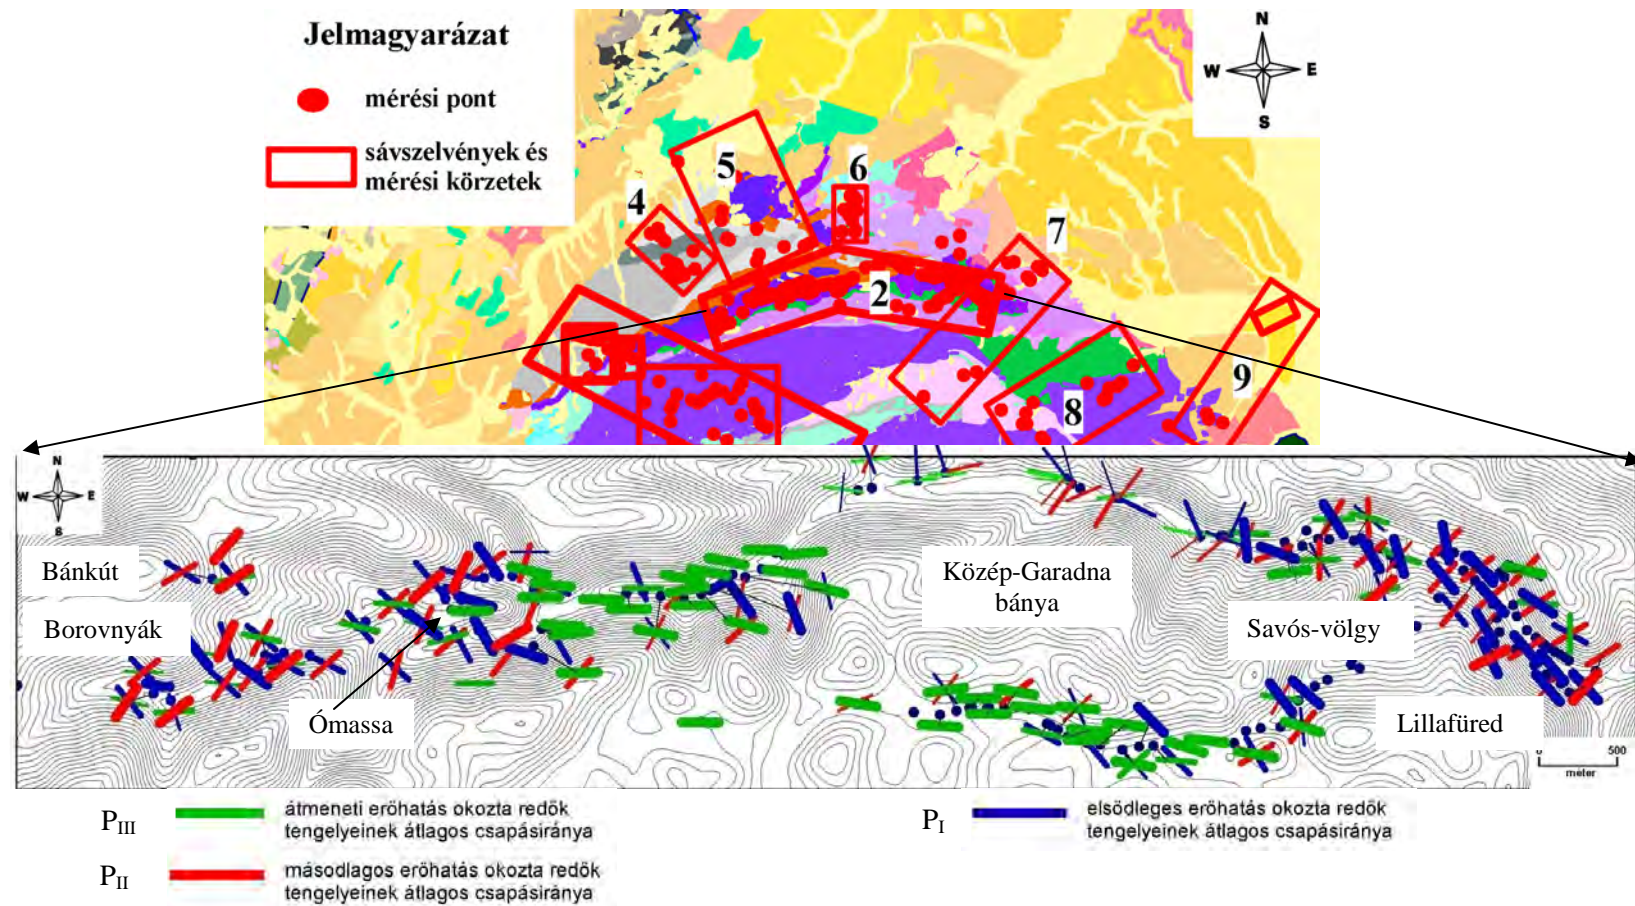 Jelmagyarázat
mérési pont
sávszelvények és
mérési körzetek
N
W E
S
5
6
4
7
2
9
8
N
W E
S
Bánkút
Közép-Garadna
bánya
Borovnyák
Savós-völgy
Ómassa
Lillafüred
0 500
méter
PIII
átmeneti erőhatás okozta redők
tengelyeinek átlagos csapásiránya
PI
elsődleges erőhatás okozta redők
tengelyeinek átlagos csapásiránya
PII
másodlagos erőhatás okozta redők
tengelyeinek átlagos csapásiránya